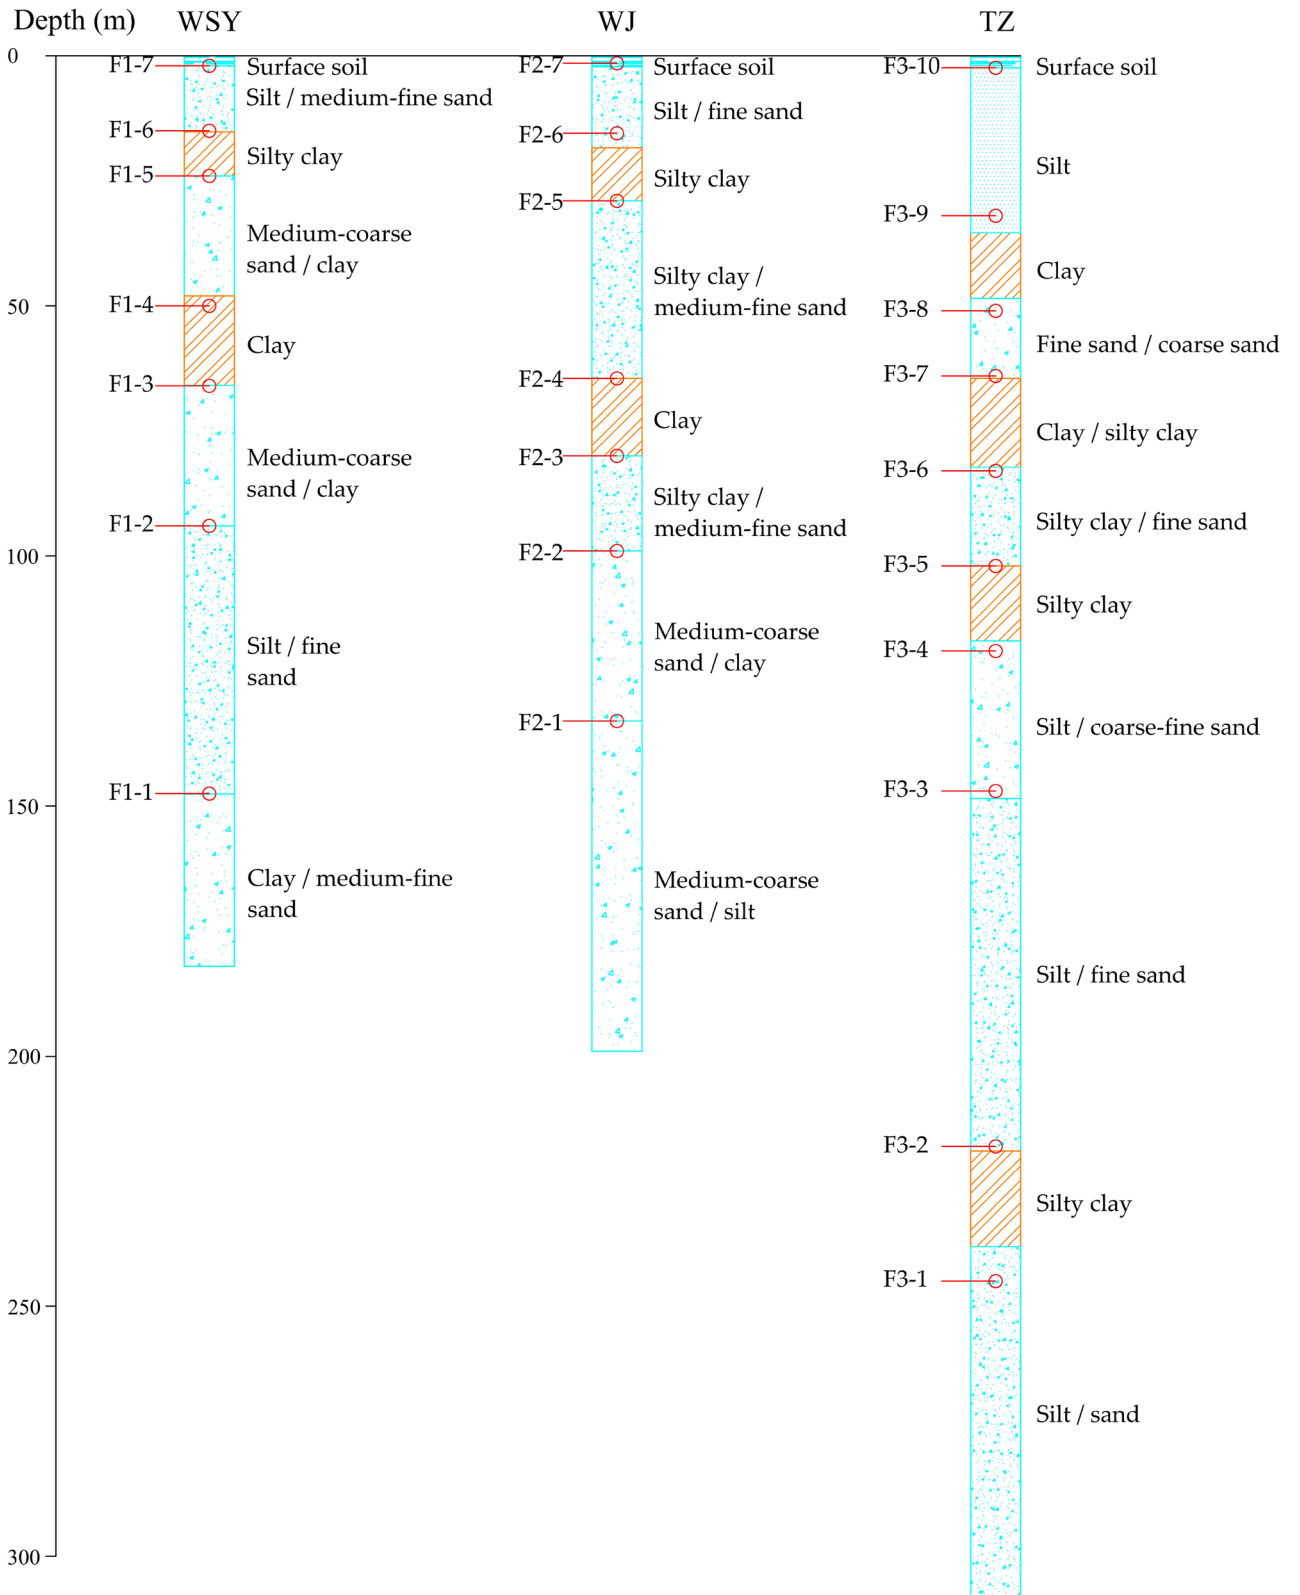 Depth (m)
WSY
WJ
TZ
0
50
100
150
200
250
300
F1-7
F1-6
F1-5
F1-4
F1-3
F1-2
F1-1
Surface soil
Silt / medium-fine sand
Silty clay
Medium-coarse
sand / clay
Clay
Medium-coarse
sand / clay
Silt / fine
sand
Clay / medium-fine
sand
F2-7
F2-6
F2-5
F2-4
F2-3
F2-2
F2-1
Surface soil
Silt / fine sand
Silty clay
Silty clay /
medium-fine sand
Clay
Silty clay /
medium-fine sand
Medium-coarse
sand / clay
Medium-coarse
sand / silt
F3-10
F3-9
F3-8
F3-7
F3-6
F3-5
F3-4
F3-3
F3-2
F3-1
Surface soil
Silt
Clay
Fine sand / coarse sand
Clay / silty clay
Silty clay / fine sand
Silty clay
Silt / coarse-fine sand
Silt / fine sand
Silty clay
Silt / sand